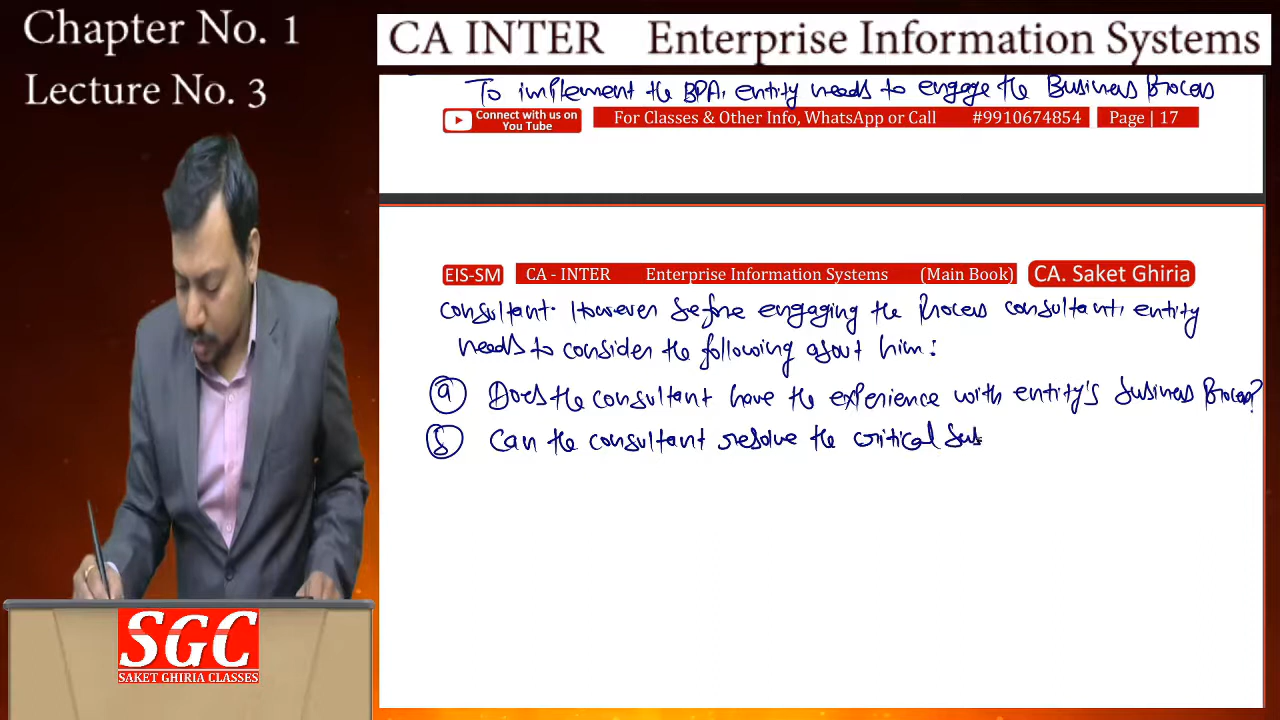 Chapter No. 1
Lecture No. 3
CA INTER Enterprise Information Systems
To implement the BPA, entity needs to engage the Business Process
Connect with us on
You Tube
For Classes & Other Info, WhatsApp or Call #9910674854 Page | 17
EIS-SM CA - INTER Enterprise Information Systems (Main Book) CA. Saket Ghiria
consultant. However before engaging the Process consultant, entity
needs to consider the following about him:
(a) Does the consultant have the experience with entity's business Process?
(b) Can the consultant resolve the critical bus
SGC
SAKET GHIRIA CLASSES